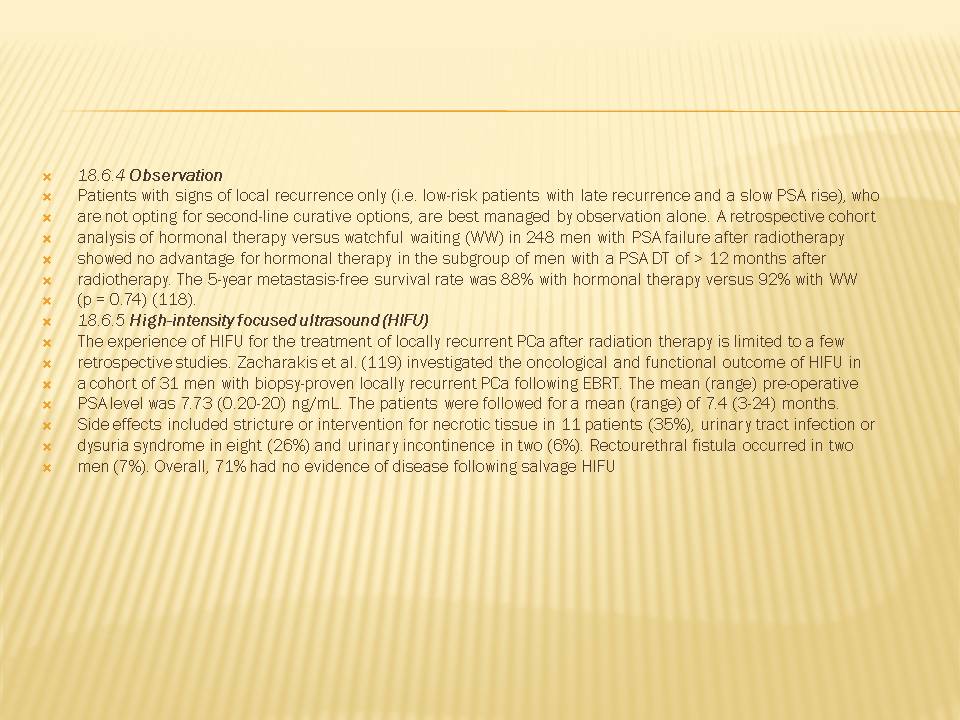 18.6.4 Observation
Patients with signs of local recurrence only (i.e. low-risk patients with late recurrence and a slow PSA rise), who
are not opting for second-line curative options, are best managed by observation alone. A retrospective cohort
analysis of hormonal therapy versus watchful waiting (WW) in 248 men with PSA failure after radiotherapy
showed no advantage for hormonal therapy in the subgroup of men with a PSA DT of > 12 months after
radiotherapy. The 5-year metastasis-free survival rate was 88% with hormonal therapy versus 92% with WW
(p = 0.74) (118).
18.6.5 High-intensity focused ultrasound (HIFU)
The experience of HIFU for the treatment of locally recurrent PCa after radiation therapy is limited to a few
retrospective studies. Zacharakis et al. (119) investigated the oncological and functional outcome of HIFU in
a cohort of 31 men with biopsy-proven locally recurrent PCa following EBRT. The mean (range) pre-operative
PSA level was 7.73 (0.20-20) ng/mL. The patients were followed for a mean (range) of 7.4 (3-24) months.
Side effects included stricture or intervention for necrotic tissue in 11 patients (35%), urinary tract infection or
dysuria syndrome in eight (26%) and urinary incontinence in two (6%). Rectourethral fistula occurred in two
men (7%). Overall, 71% had no evidence of disease following salvage HIFU